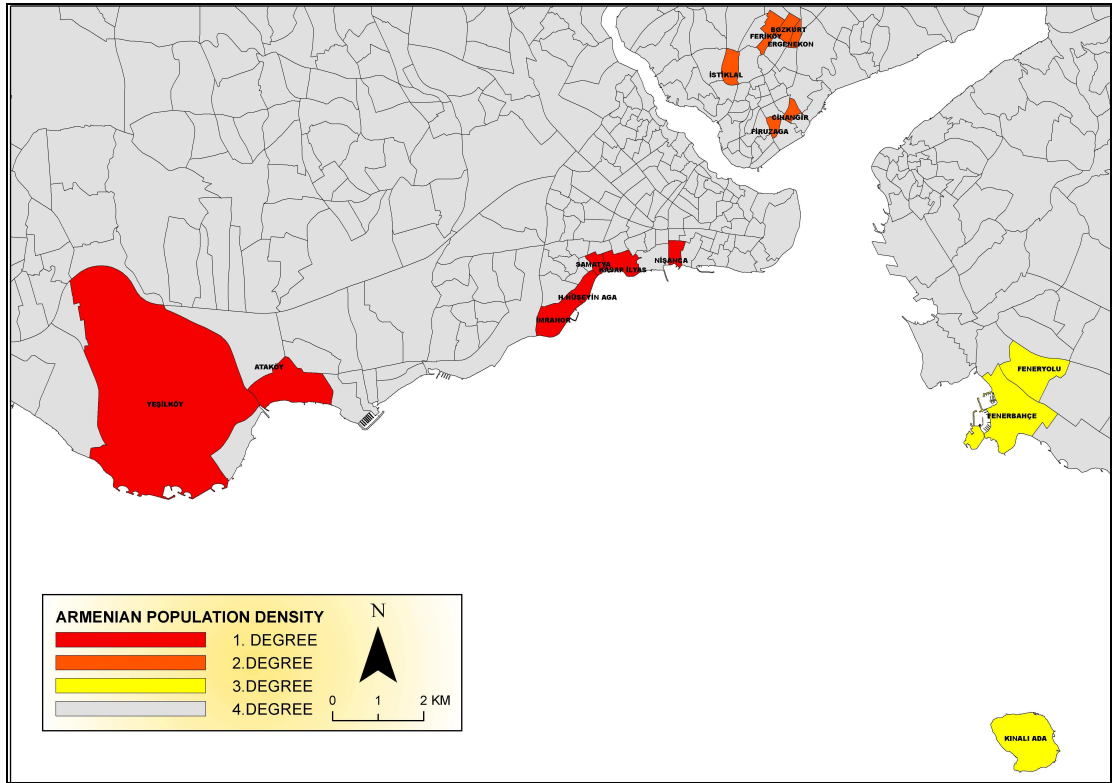 BOZKURT
FERİKÖY
ERGENEKON
İSTİKLAL
CİHANGİR
FİRUZAGA
NİŞANCA
SAMATYA
KASAP İLYAS
H.HÜSEYİN AGA
İMRAHOR
ATAKÖY
YEŞİLKÖY
FENERYOLU
FENERBAHÇE
ARMENIAN POPULATION DENSITY
1. DEGREE
2.DEGREE
3.DEGREE
4.DEGREE
N
0 1 2 KM
KINALI ADA